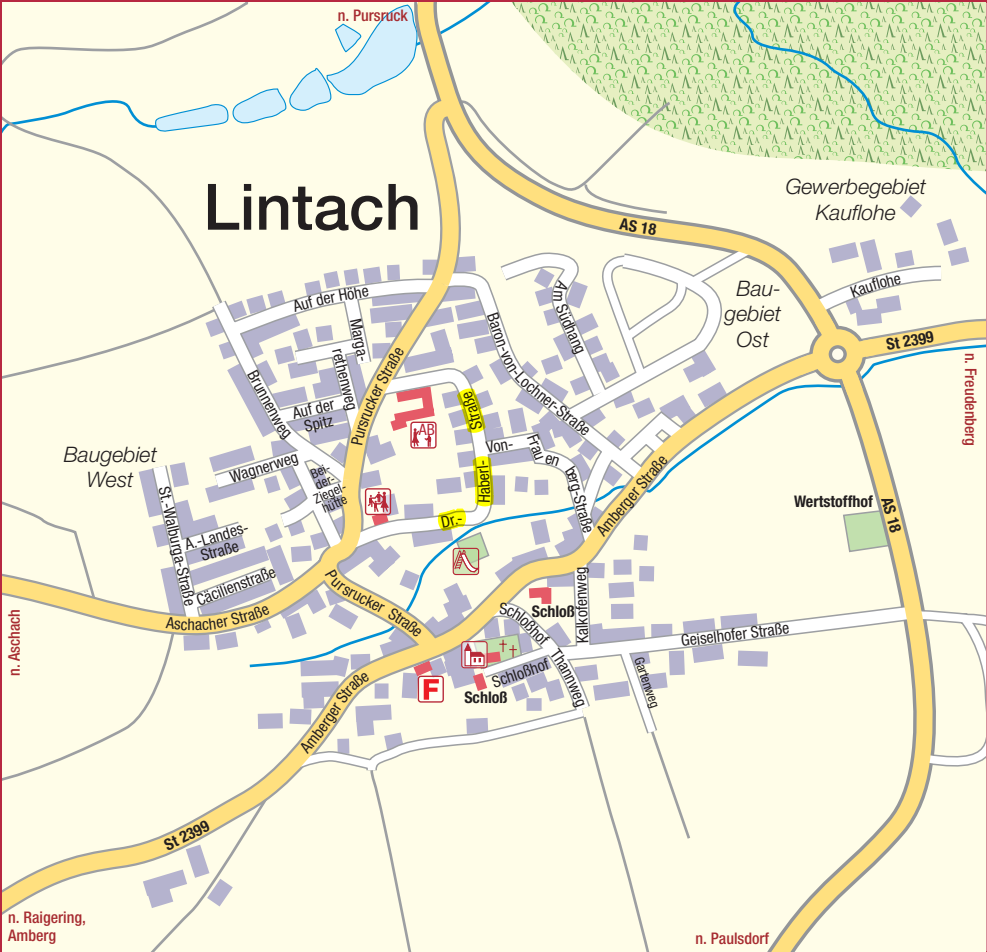 n. Pursruck
Lintach
Gewerbegebiet
Kauflohe
AS 18
Kauflohe
Bau-
gebiet
Ost
St 2399
n. Freudenberg
Auf der Höhe
Am Südhang
Marga-
rethenweg
Baron-von-Lochner-Straße
Pursrucker Straße
Brunnenweg
Auf der
Spitz
AB
Dr.-
Haberl-
Straße
Von-
Frauen
berg-Straße
Baugebiet
West
Wagnerweg
Bei-
der-
Ziegel-
hütte
St.-Walburga-Straße
A.-Landes-
Straße
Cäcilienstraße
Amberger Straße
Wertstoffhof
AS 18
Aschacher Straße
Pursrucker Straße
n. Aschach
Schloß
Kalkofenweg
Schloßhof
Geiselhofer Straße
Schloßhof
Thannweg
Gartenweg
F
Schloß
Amberger Straße
St 2399
n. Raigering,
Amberg
n. Paulsdorf